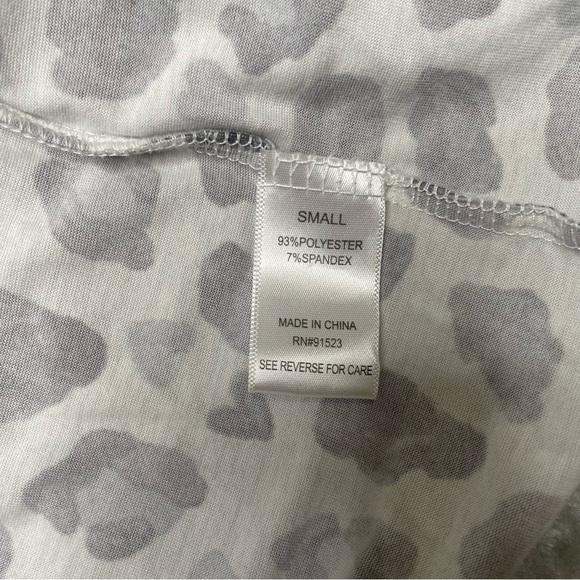 SMALL
93%POLYESTER
7%SPANDEX
MADE IN CHINA
RN#91523
SEE REVERSE FOR CARE